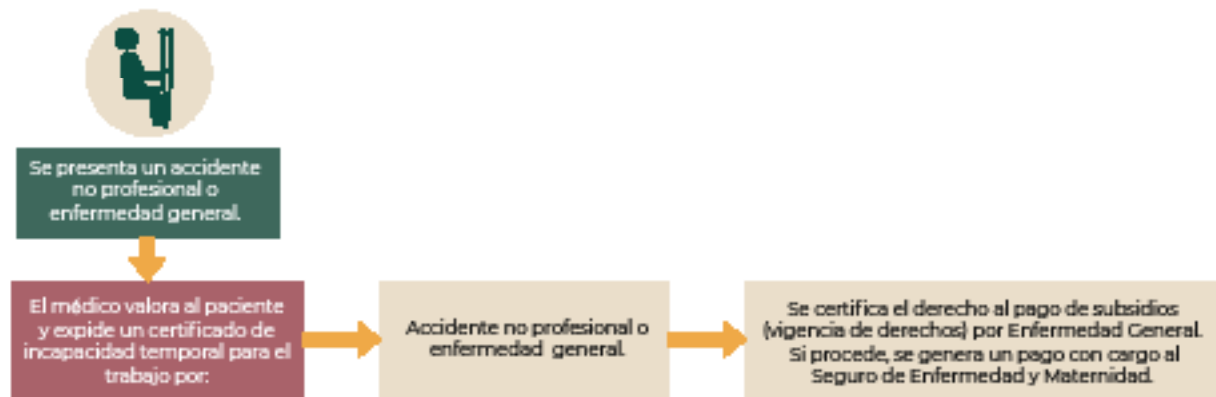 Se presenta un accidente
no profesional o
enfermedad general.
El médico valora al paciente
y expide un certificado de
incapacidad temporal para el
trabajo por:
Accidente no profesional o
enfermedad general.
Se certifica el derecho al pago de subsidios
(vigencia de derechos) por Enfermedad General.
Si procede, se genera un pago con cargo al
Seguro de Enfermedad y Maternidad.